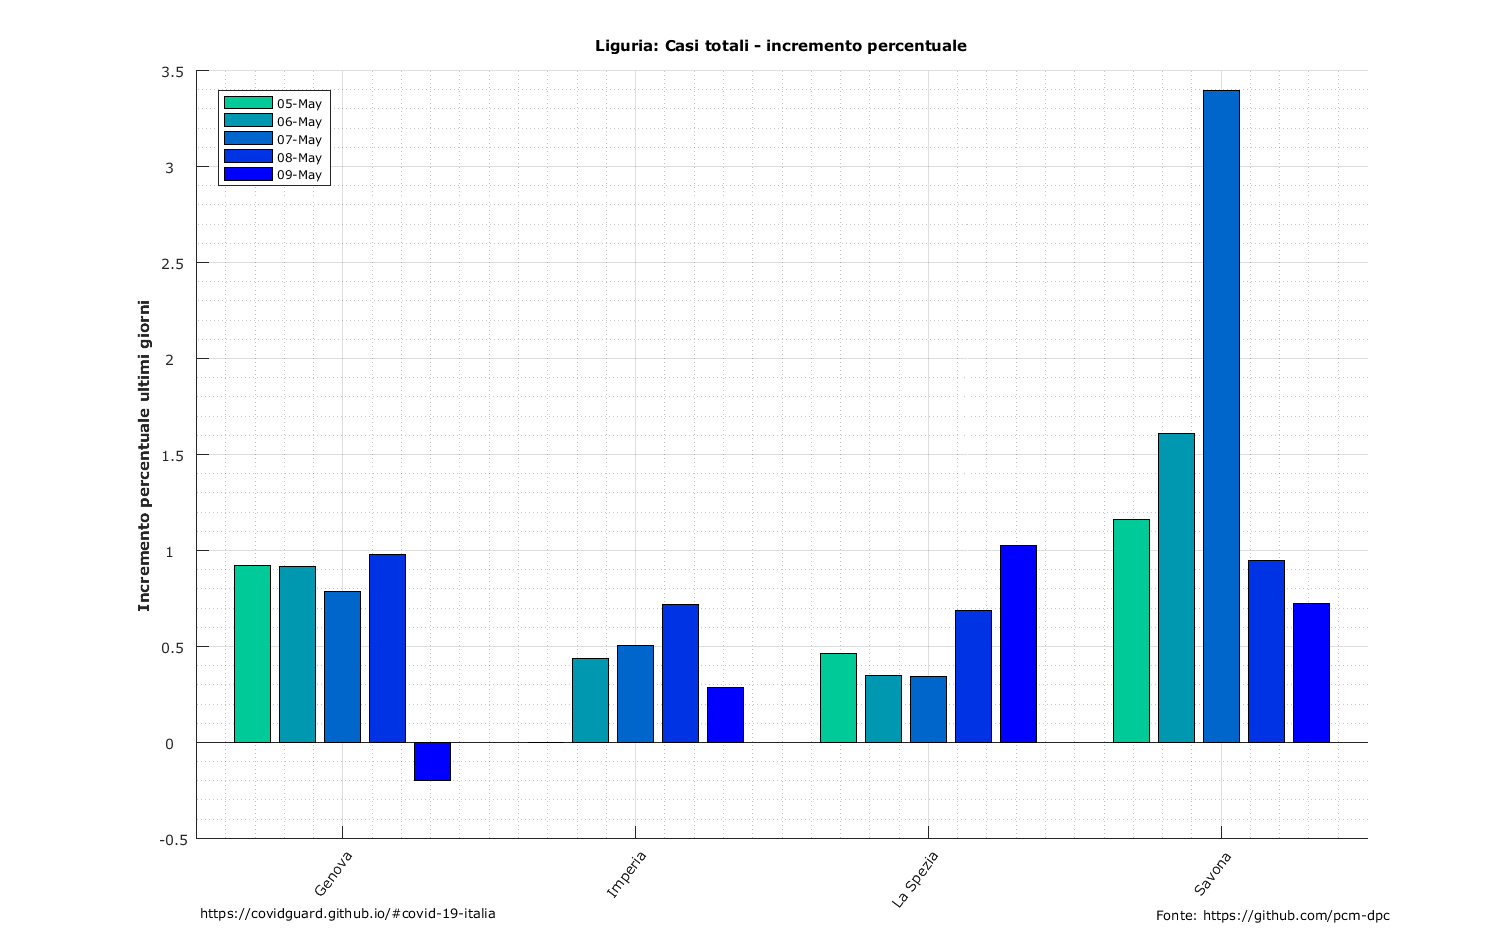 Liguria: Casi totali - incremento percentuale
3.5
3
2.5
2
1.5
1
0.5
0
-0.5
Incremento percentuale ultimi giorni
05-May
06-May
07-May
08-May
09-May
Genova
Imperia
La Spezia
Savona
https://covidguard.github.io/#covid-19-italia
Fonte: https://github.com/pcm-dpc